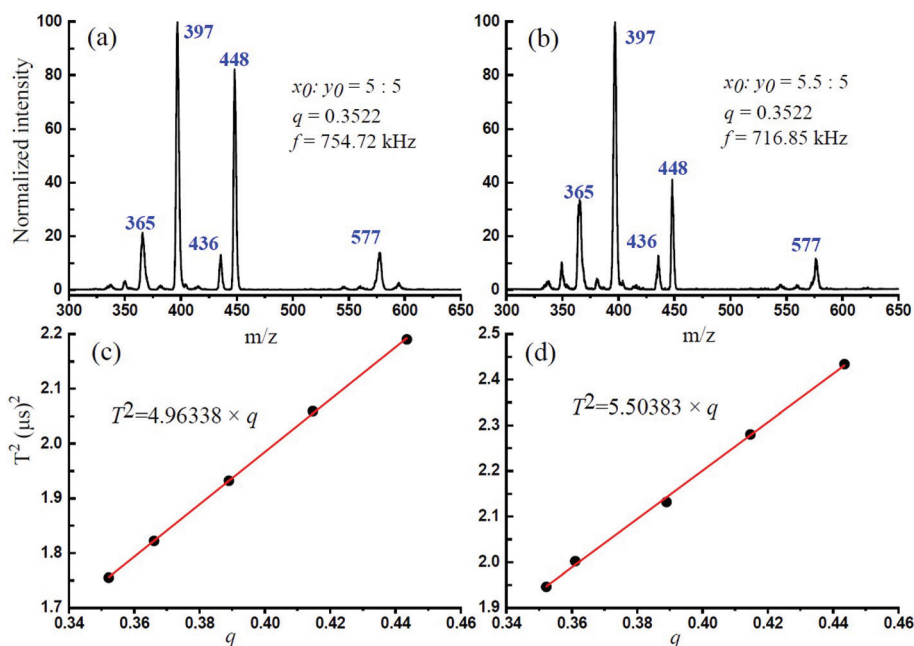 (a)
397
448
x0: y0 = 5 : 5
q = 0.3522
f = 754.72 kHz
365
436
577
Normalized intensity
100
80
60
40
20
0
300 350 400 450 500 550 600 650
m/z
(b)
397
448
x0: y0 = 5.5 : 5
q = 0.3522
f = 716.85 kHz
365
436
577
100
80
60
40
20
0
300 350 400 450 500 550 600 650
m/z
(c)
T2=4.96338 × q
T2 (μs)2
2.2
2.1
2.0
1.9
1.8
1.7
0.34 0.36 0.38 0.40 0.42 0.44 0.46
q
(d)
T2=5.50383 × q
2.5
2.4
2.3
2.2
2.1
2.0
1.9
0.34 0.36 0.38 0.40 0.42 0.44 0.46
q